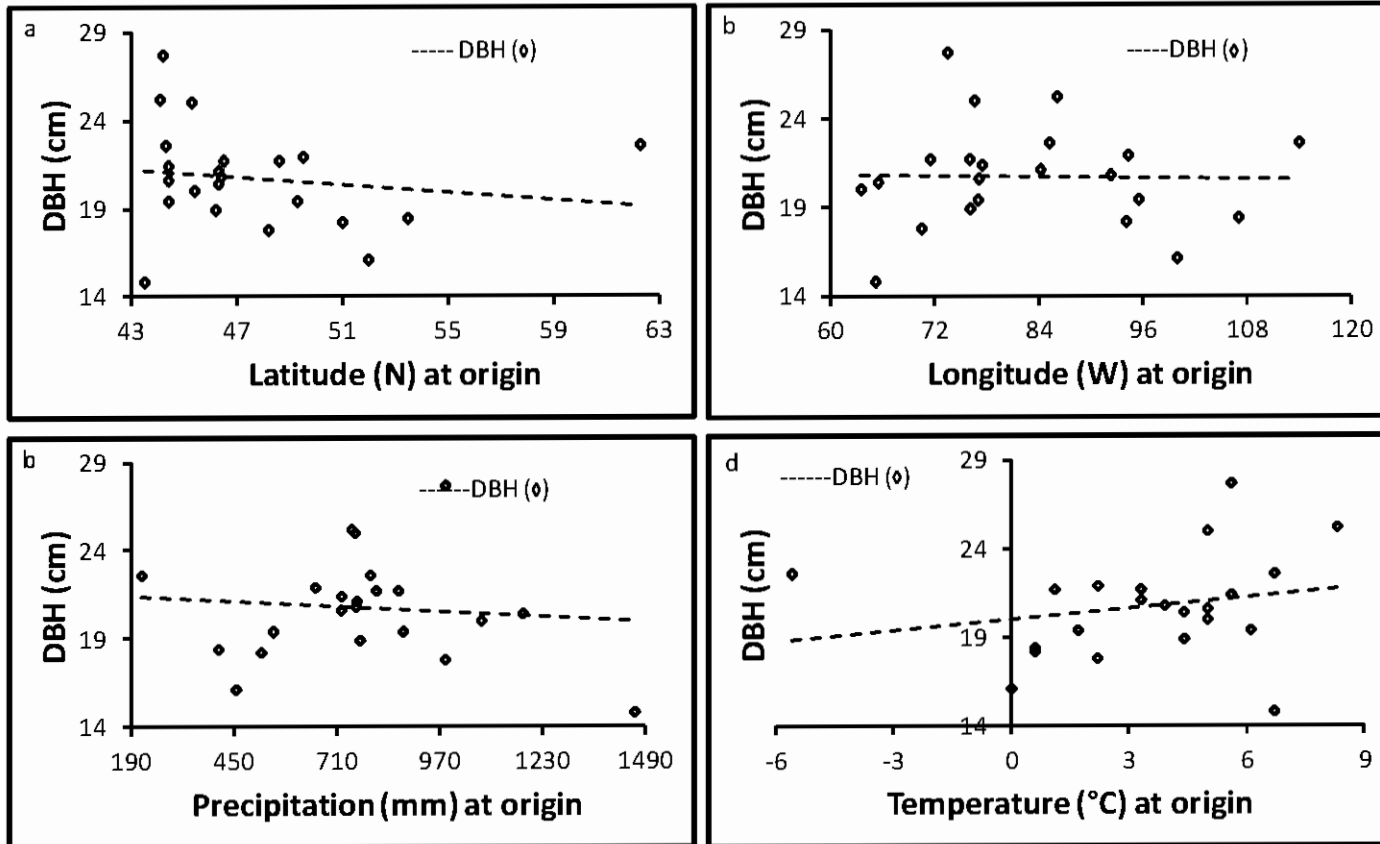 a
29
24
19
14
DBH (cm)
-----DBH (◊)
43 47 51 55 59 63
Latitude (N) at origin
b
29
24
19
14
DBH (cm)
-----DBH (◊)
60 72 84 96 108 120
Longitude (W) at origin
b
29
24
19
14
DBH (cm)
-----DBH (◊)
190 450 710 970 1230 1490
Precipitation (mm) at origin
d
29
24
19
14
DBH (cm)
-----DBH (◊)
-6 -3 0 3 6 9
Temperature (°C) at origin